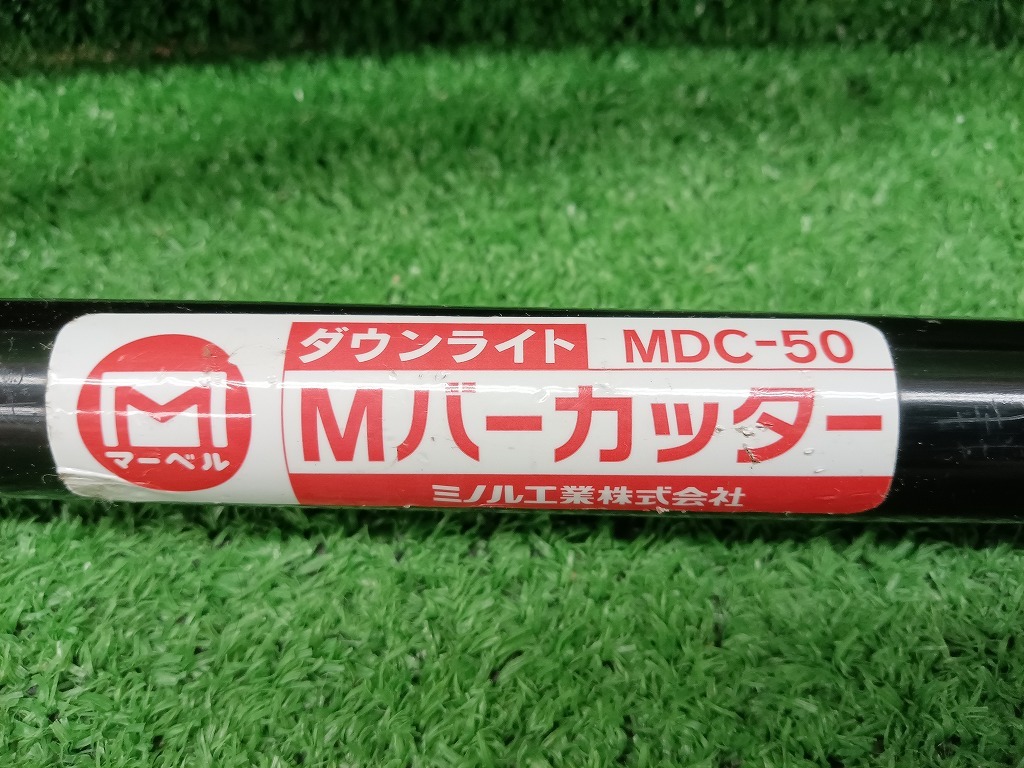 マーベル
ダウンライト MDC-50
Mバーカッター
ミノル工業株式会社